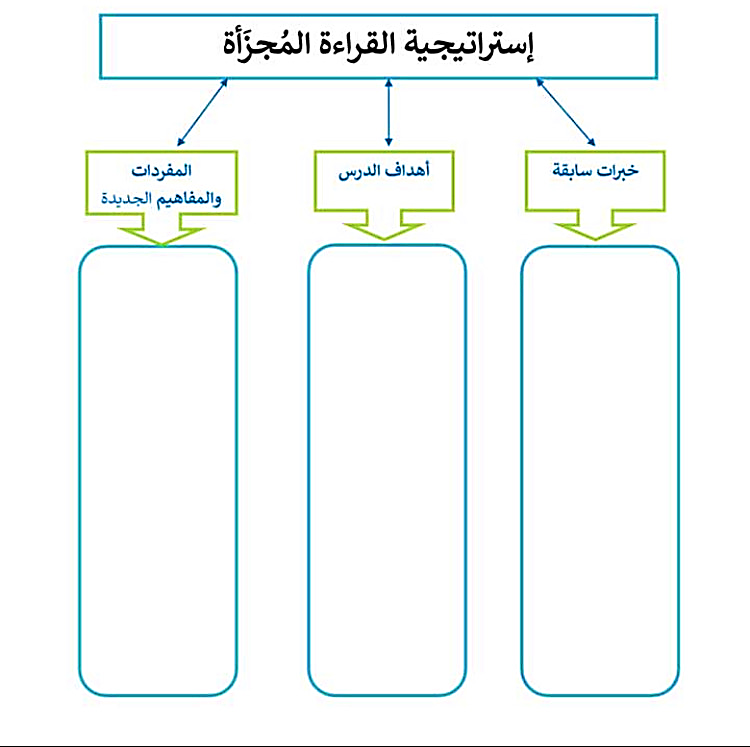 إستراتيجية القراءة المُجزَأة
خبرات سابقة
أهداف الدرس
المفردات
والمفاهيم الجديدة